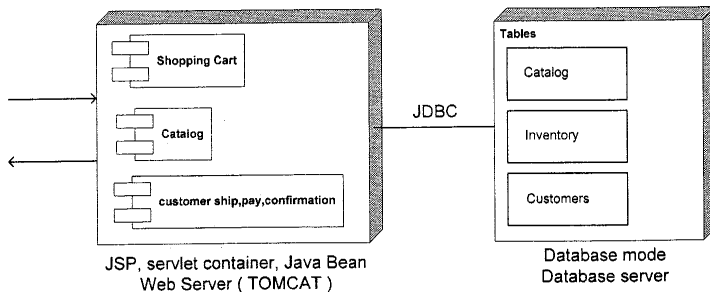 Shopping Cart
Catalog
customer ship,pay,confirmation
JSP, servlet container, Java Bean
Web Server ( TOMCAT )
JDBC
Tables
Catalog
Inventory
Customers
Database mode
Database server